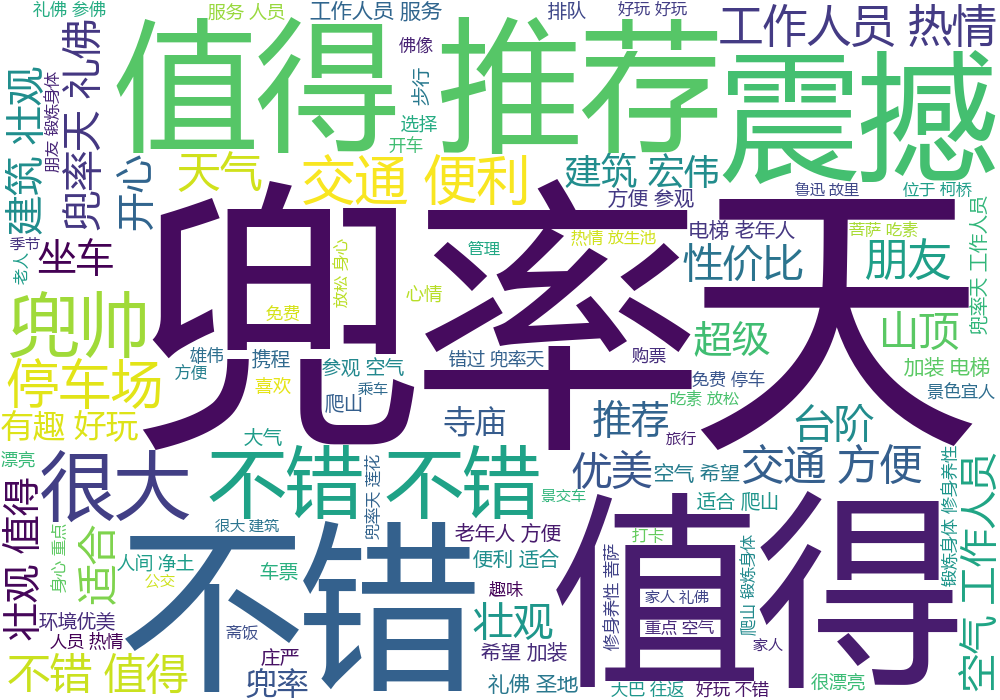 礼佛 参佛
服务 人员
工作人员 服务
排队
好玩 好玩
工作人员 热情
值得 推荐
佛像
步行
选择
开车
震撼
建筑 壮观
朋友 锻炼身体
兜率天 礼佛
开心
天气
交通 便利
建筑 宏伟
方便 参观
鲁迅 故里
位于 柯桥
季节
老人
坐车
兜率天
放松 身心
管理
热情 放生池
电梯 老年人
菩萨 吃素
性价比
朋友
兜率天 工作人员
兜帅
免费
心情
超级
山顶
雄伟
方便
携程
参观 空气
错过 兜率天
购票
加装 电梯
停车场
喜欢
爬山
乘车
免费 停车
吃素 放松
景色宜人
有趣 好玩
大气
寺庙
推荐
旅行
台阶
漂亮
很大
不错 不错
兜率天 莲花
优美
空气 希望
交通 方便
锻炼身体 修身养性
空气 工作人员
壮观 值得
景交车
适合 爬山
很大 建筑
不错
老年人 方便
打卡
值得
身心 重点
适合
人间 净土
公交
车票
便利 适合
修身养性 菩萨
爬山 锻炼身体
趣味
家人 礼佛
环境优美
人员 热情
斋饭
壮观
重点 空气
家人
不错 值得
庄严
兜率
希望 加装
礼佛 圣地
大巴 往返
好玩 不错
很漂亮